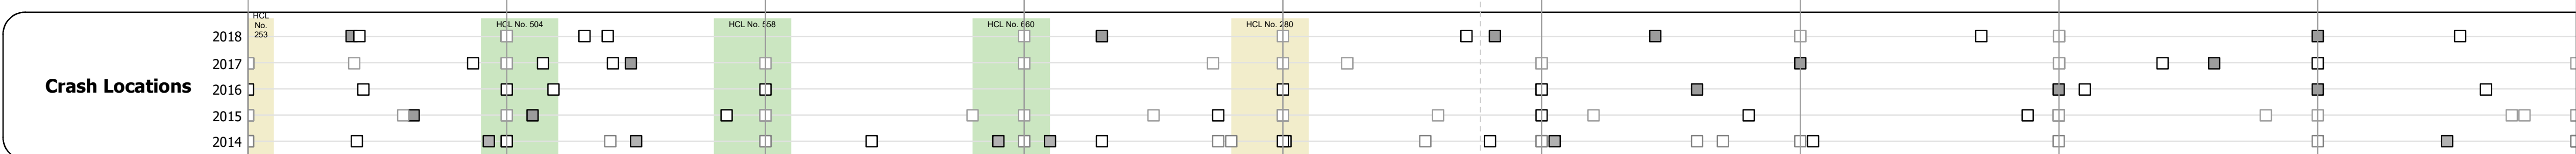 HCL
No.
253
HCL No. 504
HCL No. 558
HCL No. 660
HCL No. 280
2018
2017
Crash Locations
2016
2015
2014